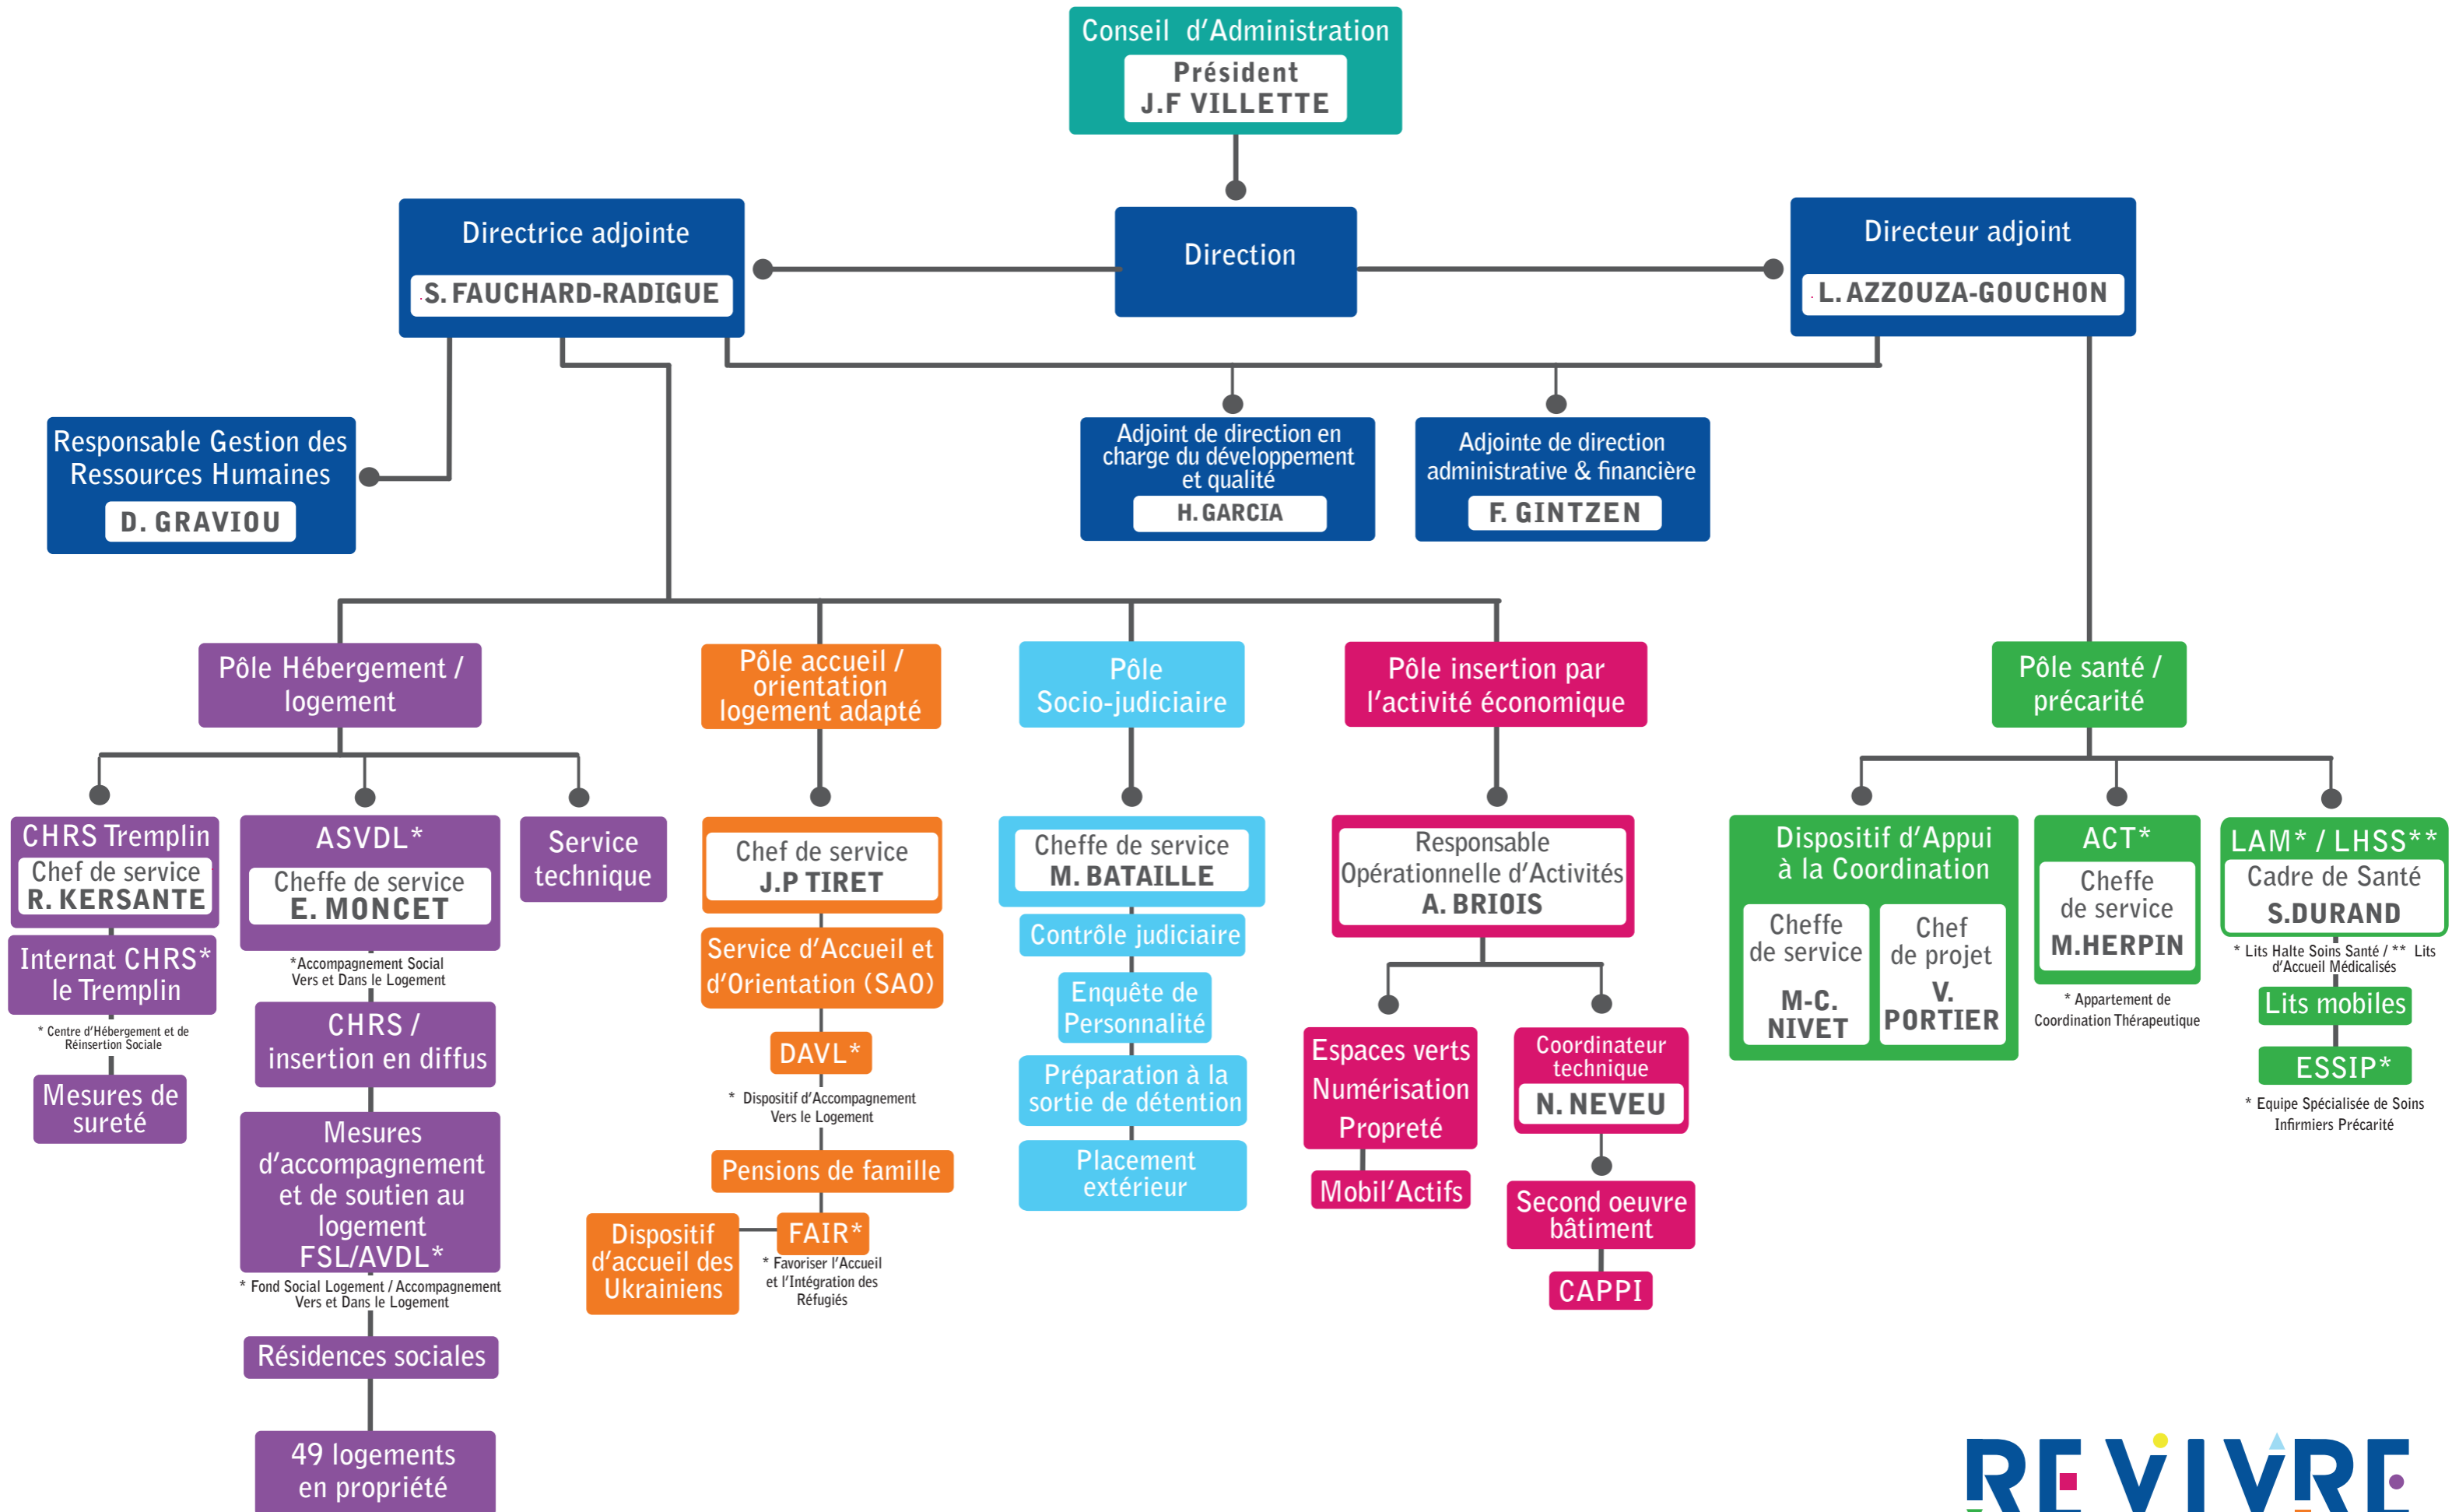 Conseil d'Administration
Président
J.F VILLETTE
Directrice adjointe
S. FAUCHARD-RADIGUE
Direction
Directeur adjoint
L. AZZOUZA-GOUCHON
Responsable Gestion des
Ressources Humaines
D. GRAVIOU
Adjoint de direction en
charge du développement
et qualité
H. GARCIA
Adjointe de direction
administrative & financière
F. GINTZEN
Pôle Hébergement /
logement
Pôle accueil /
orientation
logement adapté
Pôle
Socio-judiciaire
Pôle insertion par
l'activité économique
Pôle santé /
précarité
CHRS Tremplin
Chef de service
R. KERSANTE
Internat CHRS*
le Tremplin
* Centre d'Hébergement et de
Réinsertion Sociale
Mesures de
sureté
ASVDL*
Cheffe de service
E. MONCET
*Accompagnement Social
Vers et Dans le Logement
CHRS /
insertion en diffus
Mesures
d'accompagnement
et de soutien au
logement
FSL/AVDL*
* Fond Social Logement / Accompagnement
Vers et Dans le Logement
Résidences sociales
49 logements
en propriété
Service
technique
Chef de service
J.P TIRET
Service d'Accueil et
d'Orientation (SAO)
DAVL*
* Dispositif d'Accompagnement
Vers le Logement
Pensions de famille
FAIR*
* Favoriser l'Accueil
et l'Intégration des
Réfugiés
Dispositif
d'accueil des
Ukrainiens
Cheffe de service
M. BATAILLE
Contrôle judiciaire
Enquête de
Personnalité
Préparation à la
sortie de détention
Placement
extérieur
Responsable
Opérationnelle d'Activités
A. BRIOIS
Espaces verts
Numérisation
Propreté
Mobil'Actifs
Coordinateur
technique
N. NEVEU
Second oeuvre
bâtiment
CAPPI
Dispositif d'Appui
à la Coordination
Cheffe
de service
M-C.
NIVET
Chef
de projet
V.
PORTIER
ACT*
Cheffe
de service
M.HERPIN
* Appartement de
Coordination Thérapeutique
LAM* / LHSS**
Cadre de Santé
S.DURAND
* Lits Halte Soins Santé / ** Lits
d'Accueil Médicalisés
Lits mobiles
ESSIP*
* Equipe Spécialisée de Soins
Infirmiers Précarité
REVIVRE